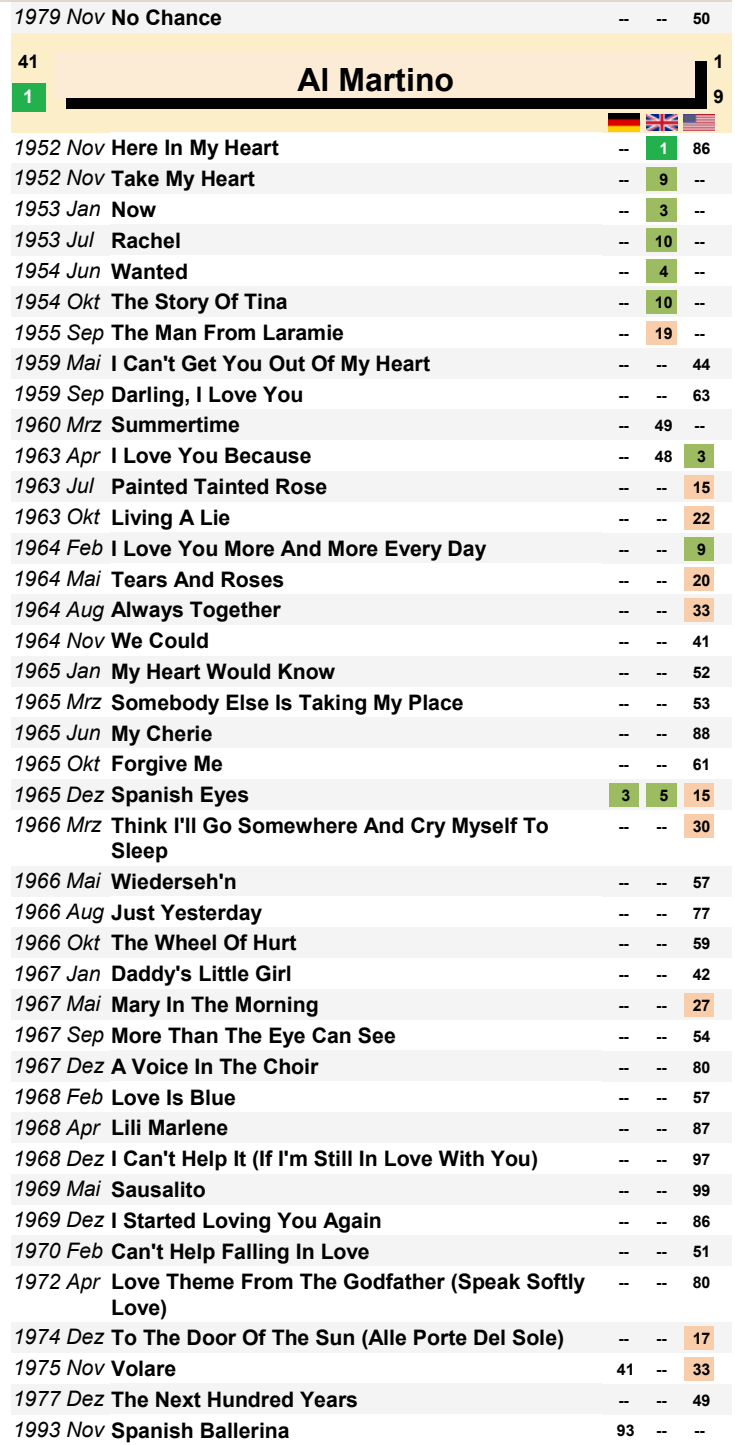 1979 Nov No Chance -- -- 50
41 1
Al Martino
1 9
1952 Nov Here In My Heart -- 1 86
1952 Nov Take My Heart -- 9 --
1953 Jan Now -- 3 --
1953 Jul Rachel -- 10 --
1954 Jun Wanted -- 4 --
1954 Okt The Story Of Tina -- 10 --
1955 Sep The Man From Laramie -- 19 --
1959 Mai I Can't Get You Out Of My Heart -- -- 44
1959 Sep Darling, I Love You -- -- 63
1960 Mrz Summertime -- 49 --
1963 Apr I Love You Because -- 48 3
1963 Jul Painted Tainted Rose -- -- 15
1963 Okt Living A Lie -- -- 22
1964 Feb I Love You More And More Every Day -- -- 9
1964 Mai Tears And Roses -- -- 20
1964 Aug Always Together -- -- 33
1964 Nov We Could -- -- 41
1965 Jan My Heart Would Know -- -- 52
1965 Mrz Somebody Else Is Taking My Place -- -- 53
1965 Jun My Cherie -- -- 88
1965 Okt Forgive Me -- -- 61
1965 Dez Spanish Eyes 3 5 15
1966 Mrz Think I'll Go Somewhere And Cry Myself To -- -- 30
Sleep
1966 Mai Wiederseh'n -- -- 57
1966 Aug Just Yesterday -- -- 77
1966 Okt The Wheel Of Hurt -- -- 59
1967 Jan Daddy's Little Girl -- -- 42
1967 Mai Mary In The Morning -- -- 27
1967 Sep More Than The Eye Can See -- -- 54
1967 Dez A Voice In The Choir -- -- 80
1968 Feb Love Is Blue -- -- 57
1968 Apr Lili Marlene -- -- 87
1968 Dez I Can't Help It (If I'm Still In Love With You) -- -- 97
1969 Mai Sausalito -- -- 99
1969 Dez I Started Loving You Again -- -- 86
1970 Feb Can't Help Falling In Love -- -- 51
1972 Apr Love Theme From The Godfather (Speak Softly -- -- 80
Love)
1974 Dez To The Door Of The Sun (Alle Porte Del Sole) -- -- 17
1975 Nov Volare 41 -- 33
1977 Dez The Next Hundred Years -- -- 49
1993 Nov Spanish Ballerina 93 -- --